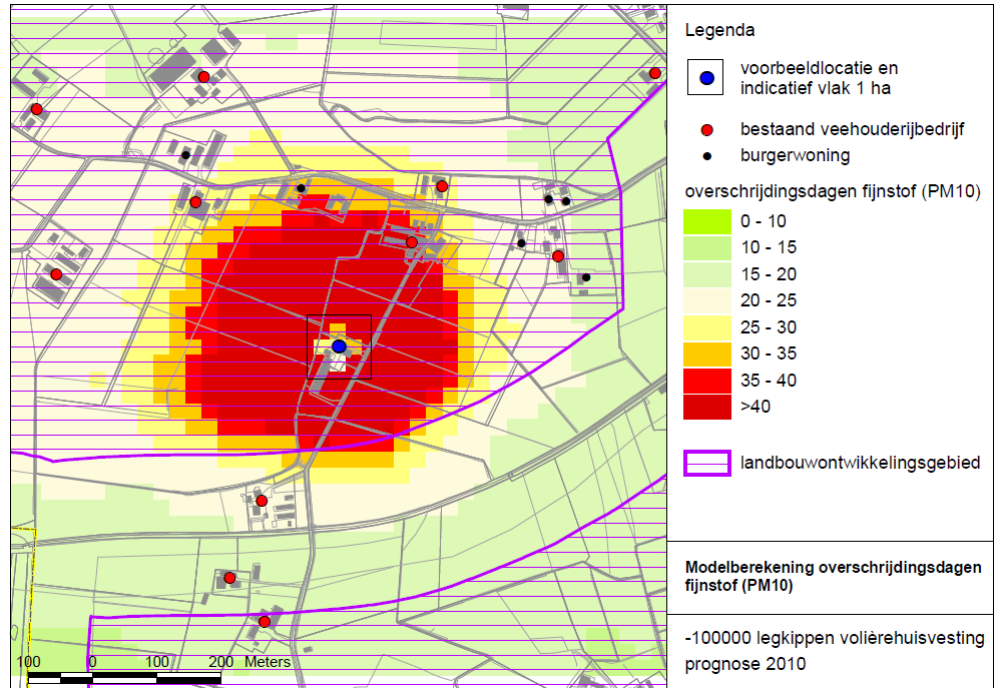 Legenda
voorbeeldlocatie en
indicatief vlak 1 ha
bestaand veehouderijbedrijf
burgerwoning
overschrijdingsdagen fijnstof (PM10)
0 - 10
10 - 15
15 - 20
20 - 25
25 - 30
30 - 35
35 - 40
>40
landbouwontwikkelingsgebied
Modelberekening overschrijdingsdagen
fijnstof (PM10)
-100000 legkippen volièrehuisvesting
prognose 2010
100 0 100 200 Meters